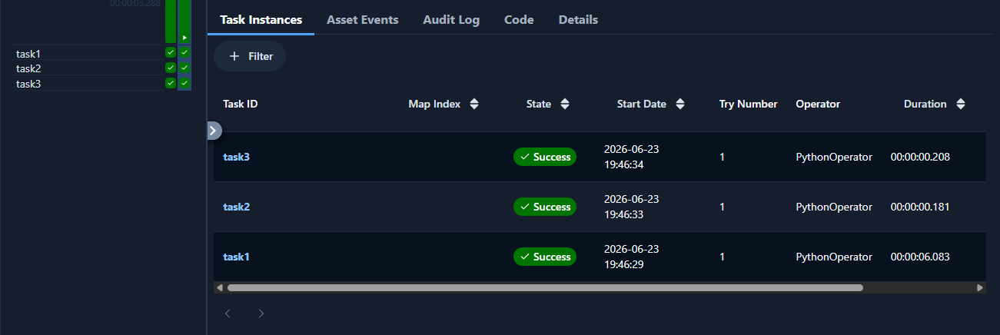 00:00:03.288
task1
task2
task3
Task Instances Asset Events Audit Log Code Details
+ Filter
Task ID Map Index State Start Date Try Number Operator Duration
task3 Success 2026-06-23 19:46:34 1 PythonOperator 00:00:00.208
task2 Success 2026-06-23 19:46:33 1 PythonOperator 00:00:00.181
task1 Success 2026-06-23 19:46:29 1 PythonOperator 00:00:06.083